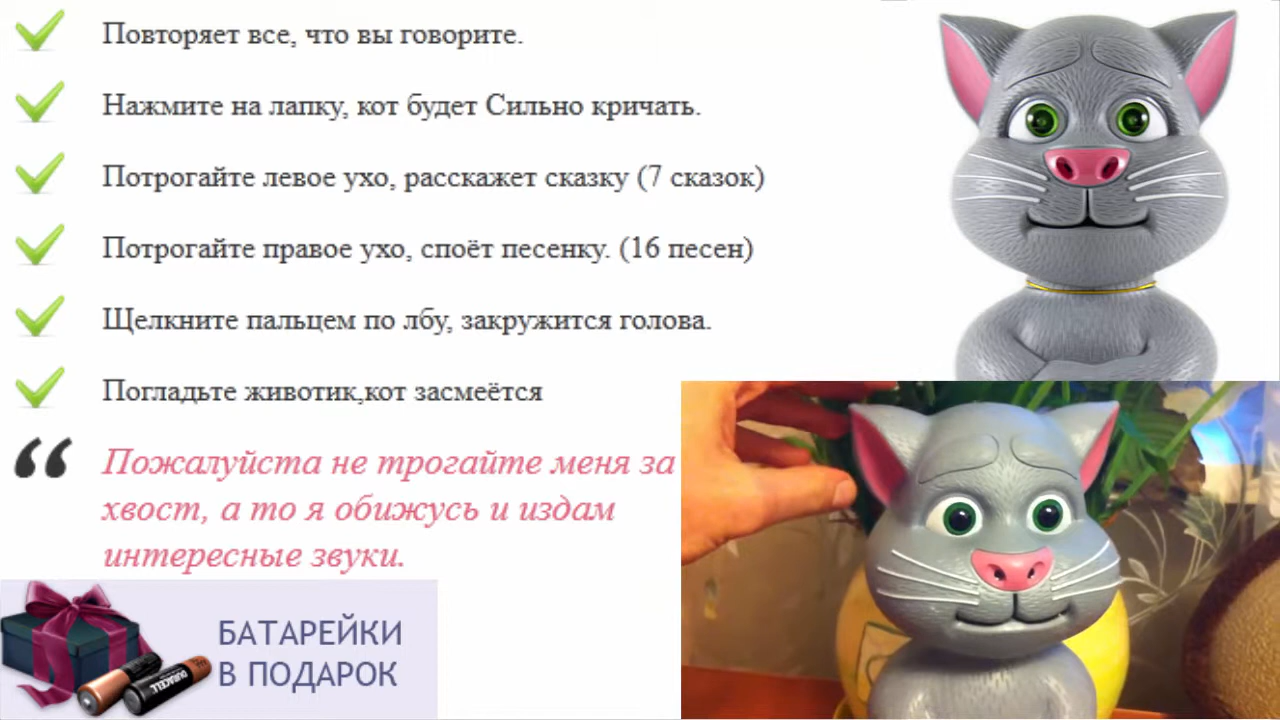 Повторяет все, что вы говорите.
Нажмите на лапку, кот будет Сильно кричать.
Потрогайте левое ухо, расскажет сказку (7 сказок)
Потрогайте правое ухо, споёт песенку. (16 песен)
Щелкните пальцем по лбу, закружится голова.
Погладьте животик,кот засмеётся
“ Пожалуйста не трогайте меня за
хвост, а то я обижусь и издам
интересные звуки.
БАТАРЕЙКИ
В ПОДАРОК
DURACELL